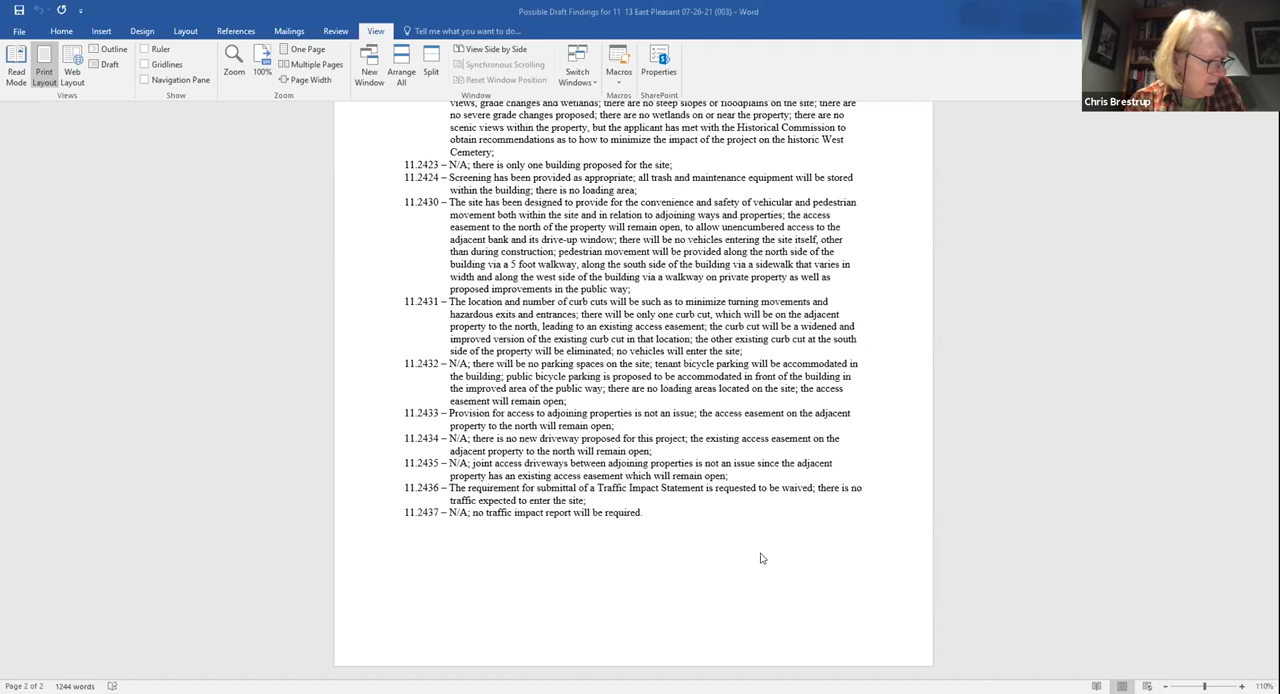 Possible Draft Findings for 11 13 East Pleasant 07-26-21 (003) – Word
File Home Insert Design Layout References Mailings Review View Tell me what you want to do...
Read Mode
Print Layout
Web Layout
Outline
Draft
Views
Ruler
Gridlines
Navigation Pane
Show
Zoom
100%
One Page
Multiple Pages
Page Width
Zoom
New Window
Arrange All
Split
View Side by Side
Synchronous Scrolling
Reset Window Position
Window
Switch Windows
Macros
Macros
Properties
SharePoint
Chris Brestrup
views, grade changes and wetlands; there are no steep slopes or floodplains on the site; there are
no severe grade changes proposed; there are no wetlands on or near the property; there are no
scenic views within the property, but the applicant has met with the Historical Commission to
obtain recommendations as to how to minimize the impact of the project on the historic West
Cemetery;
11.2423 – N/A; there is only one building proposed for the site;
11.2424 – Screening has been provided as appropriate; all trash and maintenance equipment will be stored
within the building; there is no loading area;
11.2430 – The site has been designed to provide for the convenience and safety of vehicular and pedestrian
movement both within the site and in relation to adjoining ways and properties; the access
easement to the north of the property will remain open, to allow unencumbered access to the
adjacent bank and its drive-up window; there will be no vehicles entering the site itself, other
than during construction; pedestrian movement will be provided along the north side of the
building via a 5 foot walkway, along the south side of the building via a sidewalk that varies in
width and along the west side of the building via a walkway on private property as well as
proposed improvements in the public way;
11.2431 – The location and number of curb cuts will be such as to minimize turning movements and
hazardous exits and entrances; there will be only one curb cut, which will be on the adjacent
property to the north, leading to an existing access easement; the curb cut will be a widened and
improved version of the existing curb cut in that location; the other existing curb cut at the south
side of the property will be eliminated; no vehicles will enter the site;
11.2432 – N/A; there will be no parking spaces on the site; tenant bicycle parking will be accommodated in
the building; public bicycle parking is proposed to be accommodated in front of the building in
the improved area of the public way; there are no loading areas located on the site; the access
easement will remain open;
11.2433 – Provision for access to adjoining properties is not an issue; the access easement on the adjacent
property to the north will remain open;
11.2434 – N/A; there is no new driveway proposed for this project; the existing access easement on the
adjacent property to the north will remain open;
11.2435 – N/A; joint access driveways between adjoining properties is not an issue since the adjacent
property has an existing access easement which will remain open;
11.2436 – The requirement for submittal of a Traffic Impact Statement is requested to be waived; there is no
traffic expected to enter the site;
11.2437 – N/A; no traffic impact report will be required.
Page 2 of 2 1244 words
110%